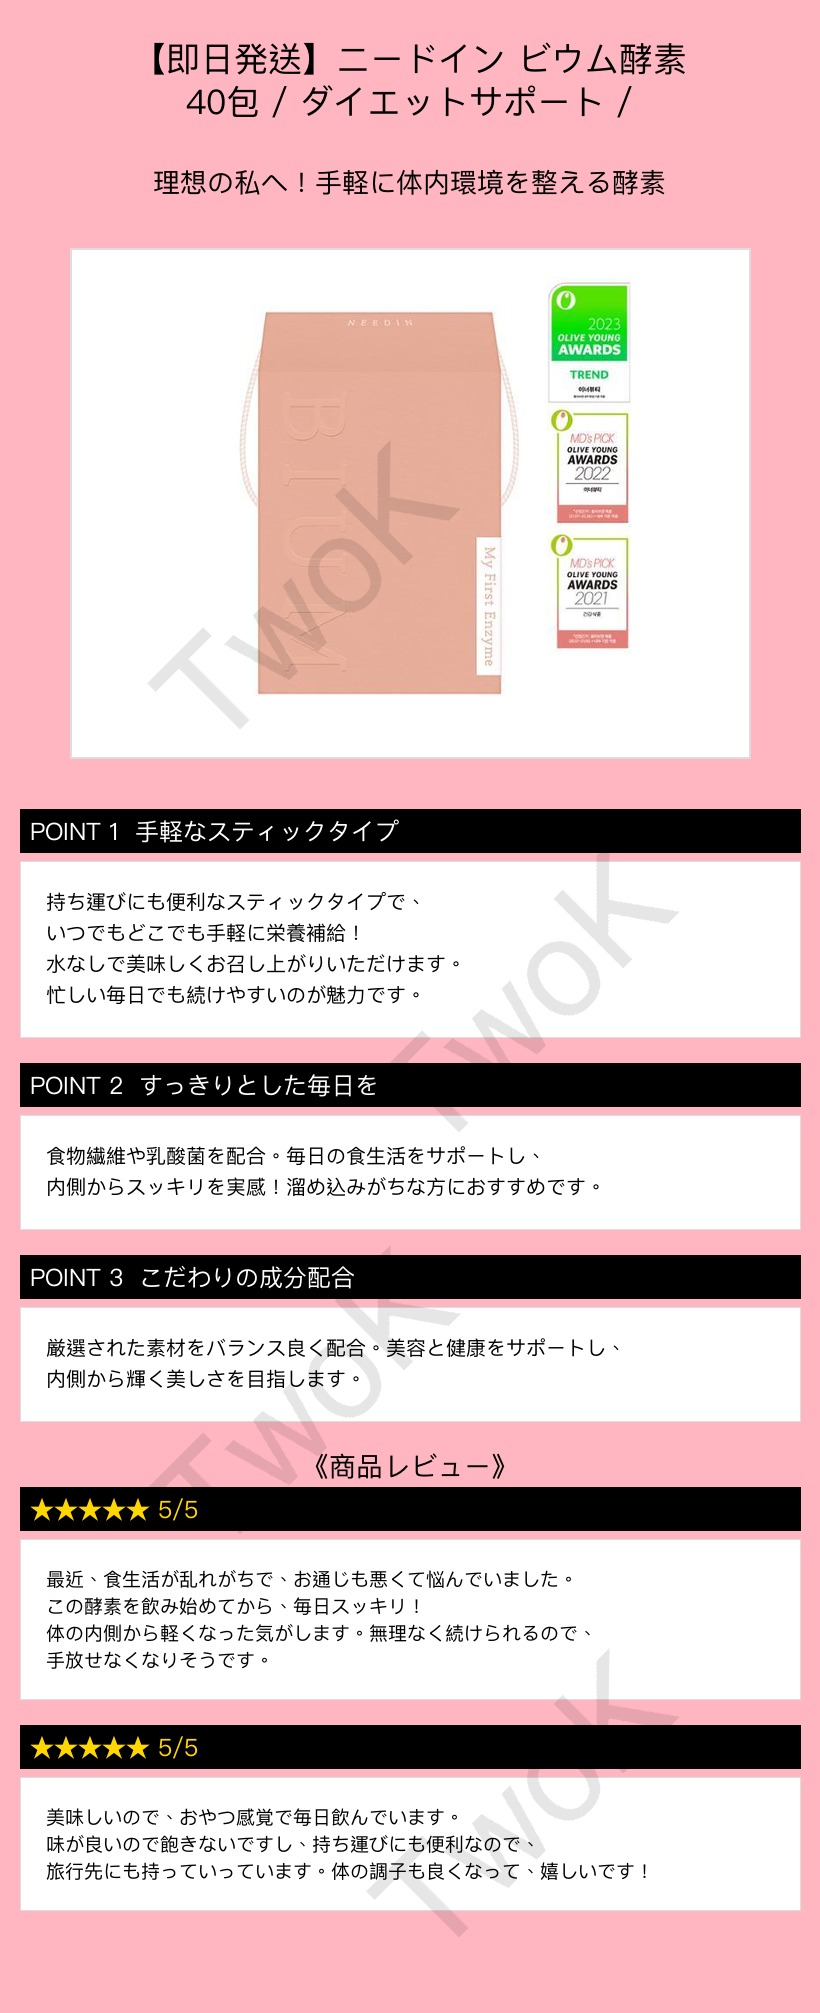 【即日発送】ニードイン ビウム酵素
40包 / ダイエットサポート /
理想の私へ！手軽に体内環境を整える酵素
NEEDIN
BIUM
My First Enzyme
2023
OLIVE YOUNG
AWARDS
TREND
이너뷰티
MD's PICK
OLIVE YOUNG
AWARDS
2022
이너뷰티
MD's PICK
OLIVE YOUNG
AWARDS
2021
건강식품
TwoK
POINT 1 手軽なスティックタイプ
持ち運びにも便利なスティックタイプで、
いつでもどこでも手軽に栄養補給！
水なしで美味しくお召し上がりいただけます。
忙しい毎日でも続けやすいのが魅力です。
TwoK
POINT 2 すっきりとした毎日を
食物繊維や乳酸菌を配合。毎日の食生活をサポートし、
内側からスッキリを実感！溜め込みがちな方におすすめです。
POINT 3 こだわりの成分配合
厳選された素材をバランス良く配合。美容と健康をサポートし、
内側から輝く美しさを目指します。
TwoK
《商品レビュー》
★★★★★ 5/5
最近、食生活が乱れがちで、お通じも悪くて悩んでいました。
この酵素を飲み始めてから、毎日スッキリ！
体の内側から軽くなった気がします。無理なく続けられるので、
手放せなくなりそうです。
★★★★★ 5/5
美味しいので、おやつ感覚で毎日飲んでいます。
味が良いので飽きないですし、持ち運びにも便利なので、
旅行先にも持っていっています。体の調子も良くなって、嬉しいです！
TwoK